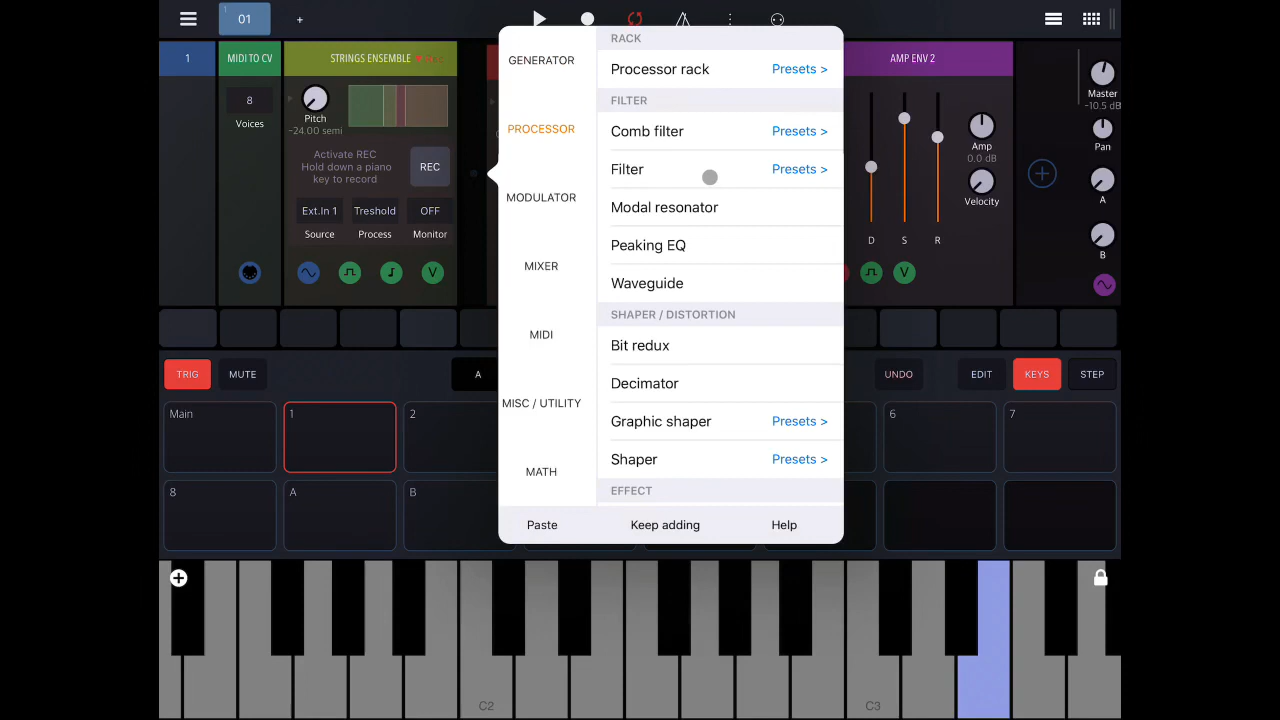 01
+
1
MIDI TO CV
8
Voices
STRINGS ENSEMBLE
Pitch
~24.00 semi
Activate REC
Hold down a piano
key to record
REC
Ext.In 1
Treshold
OFF
Source
Process
Monitor
V
GENERATOR
PROCESSOR
MODULATOR
MIXER
MIDI
MISC / UTILITY
MATH
RACK
Processor rack Presets >
FILTER
Comb filter Presets >
Filter Presets >
Modal resonator
Peaking EQ
Waveguide
SHAPER / DISTORTION
Bit redux
Decimator
Graphic shaper Presets >
Shaper Presets >
EFFECT
Paste
Keep adding
Help
AMP ENV 2
D
S
R
Amp
0.0 dB
Velocity
V
Master
-10.5 dB
Pan
A
B
TRIG
MUTE
A
UNDO
EDIT
KEYS
STEP
Main
1
2
6
7
8
A
B
C2
C3